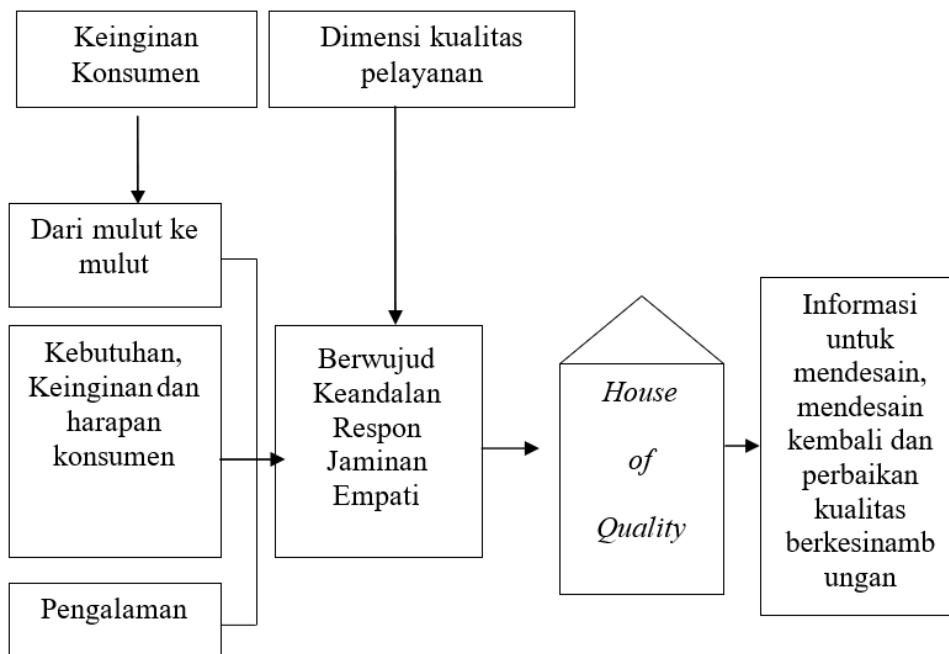 Keinginan
Konsumen
Dimensi kualitas
pelayanan
Dari mulut ke
mulut
Kebutuhan,
Keinginan dan
harapan
konsumen
Pengalaman
Berwujud
Keandalan
Respon
Jaminan
Empati
House
of
Quality
Informasi
untuk
mendesain,
mendesain
kembali dan
perbaikan
kualitas
berkesinamb
ungan